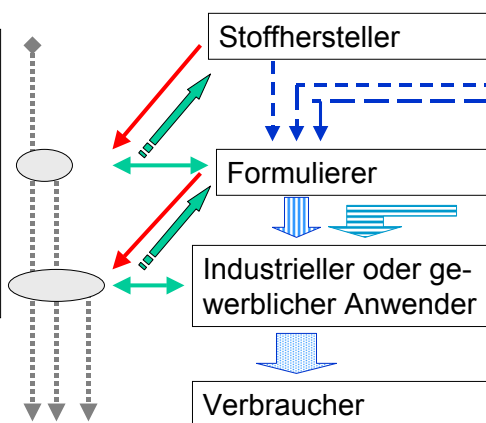 Stoffhersteller
Formulierer
Industrieller oder ge-
werblicher Anwender
Verbraucher